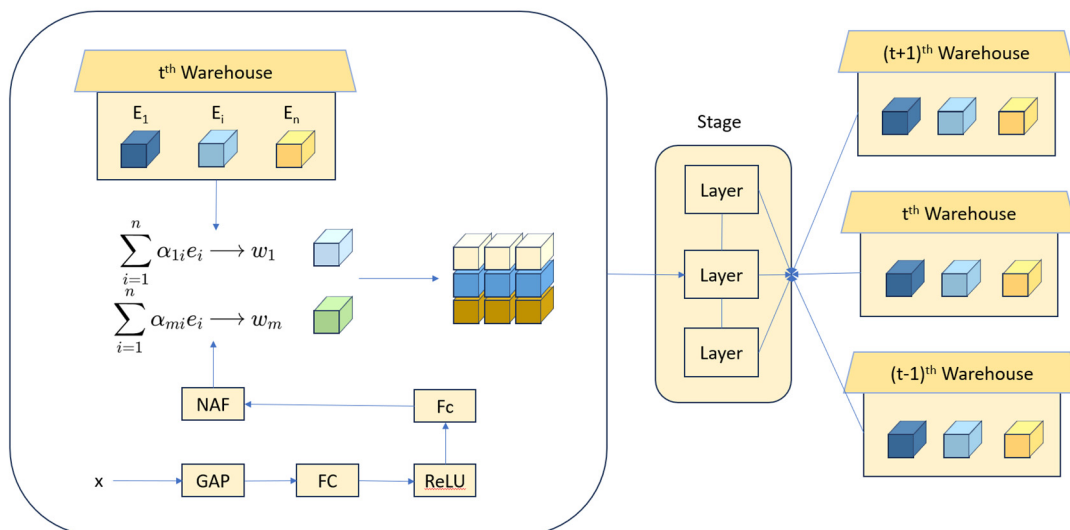 tth Warehouse
E1 Ei En
n
∑ α1iei ⟶ w1
i=1
n
∑ αmiei ⟶ wm
i=1
NAF
Fc
x
GAP
FC
ReLU
Stage
Layer
Layer
Layer
(t+1)th Warehouse
tth Warehouse
(t-1)th Warehouse